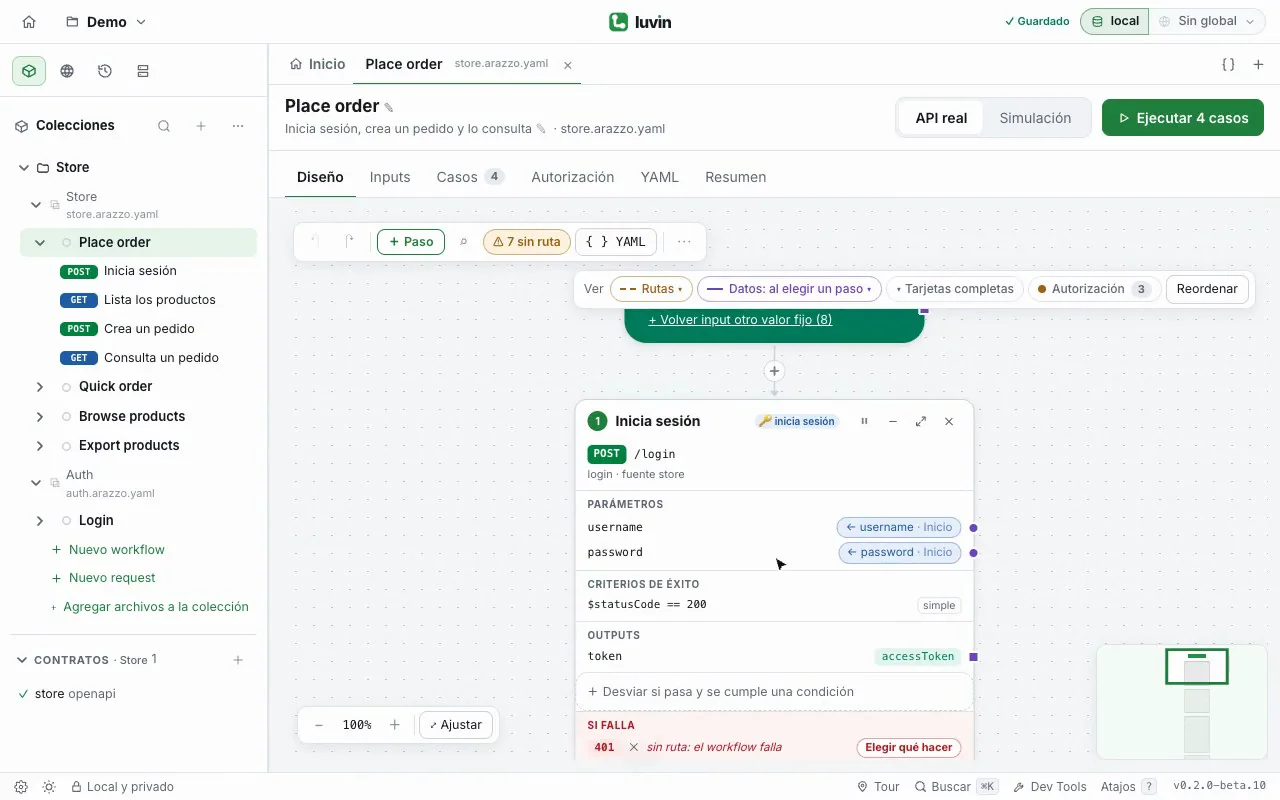 Demo
luvin
Guardado
local
Sin global
Inicio
Place order store.arazzo.yaml
Colecciones
Place order
Inicia sesión, crea un pedido y lo consulta · store.arazzo.yaml
API real
Simulación
Ejecutar 4 casos
Store
Store
store.arazzo.yaml
Place order
POST Inicia sesión
GET Lista los productos
POST Crea un pedido
GET Consulta un pedido
Quick order
Browse products
Export products
Auth
auth.arazzo.yaml
Login
+ Nuevo workflow
+ Nuevo request
+ Agregar archivos a la colección
CONTRATOS · Store 1
store openapi
Diseño
Inputs
Casos 4
Autorización
YAML
Resumen
+ Paso
7 sin ruta
{ } YAML
Ver
Rutas
Datos: al elegir un paso
Tarjetas completas
Autorización 3
Reordenar
+ Volver input otro valor fijo (8)
1 Inicia sesión
inicia sesión
POST /login
login · fuente store
PARÁMETROS
username ← username · Inicio
password ← password · Inicio
CRITERIOS DE ÉXITO
$statusCode == 200 simple
OUTPUTS
token accessToken
+ Desviar si pasa y se cumple una condición
SI FALLA
401 × sin ruta: el workflow falla Elegir qué hacer
− 100% + Ajustar
Local y privado
Tour
Buscar ⌘K
Dev Tools
Atajos ?
v0.2.0-beta.10